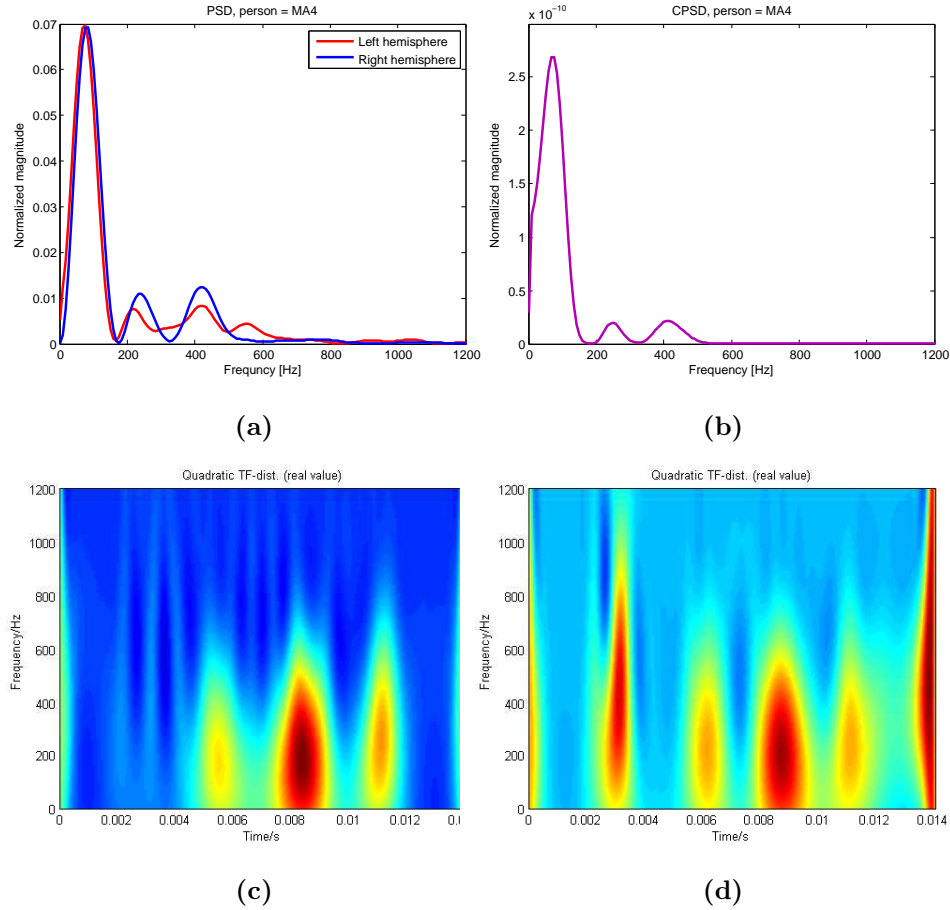 PSD, person = MA4
Normalized magnitude
0.07
0.06
0.05
0.04
0.03
0.02
0.01
0
Left hemisphere
Right hemisphere
0 200 400 600 800 1000 1200
Frequncy [Hz]
(a)
CPSD, person = MA4
x 10^-10
Normalized magnitude
2.5
2
1.5
1
0.5
0
0 200 400 600 800 1000 1200
Frequency [Hz]
(b)
Quadratic TF-dist. (real value)
Frequency/Hz
1200
1000
800
600
400
200
0
0 0.002 0.004 0.006 0.008 0.01 0.012 0.
Time/s
(c)
Quadratic TF-dist. (real value)
Frequency/Hz
1200
1000
800
600
400
200
0
0 0.002 0.004 0.006 0.008 0.01 0.012 0.014
Time/s
(d)